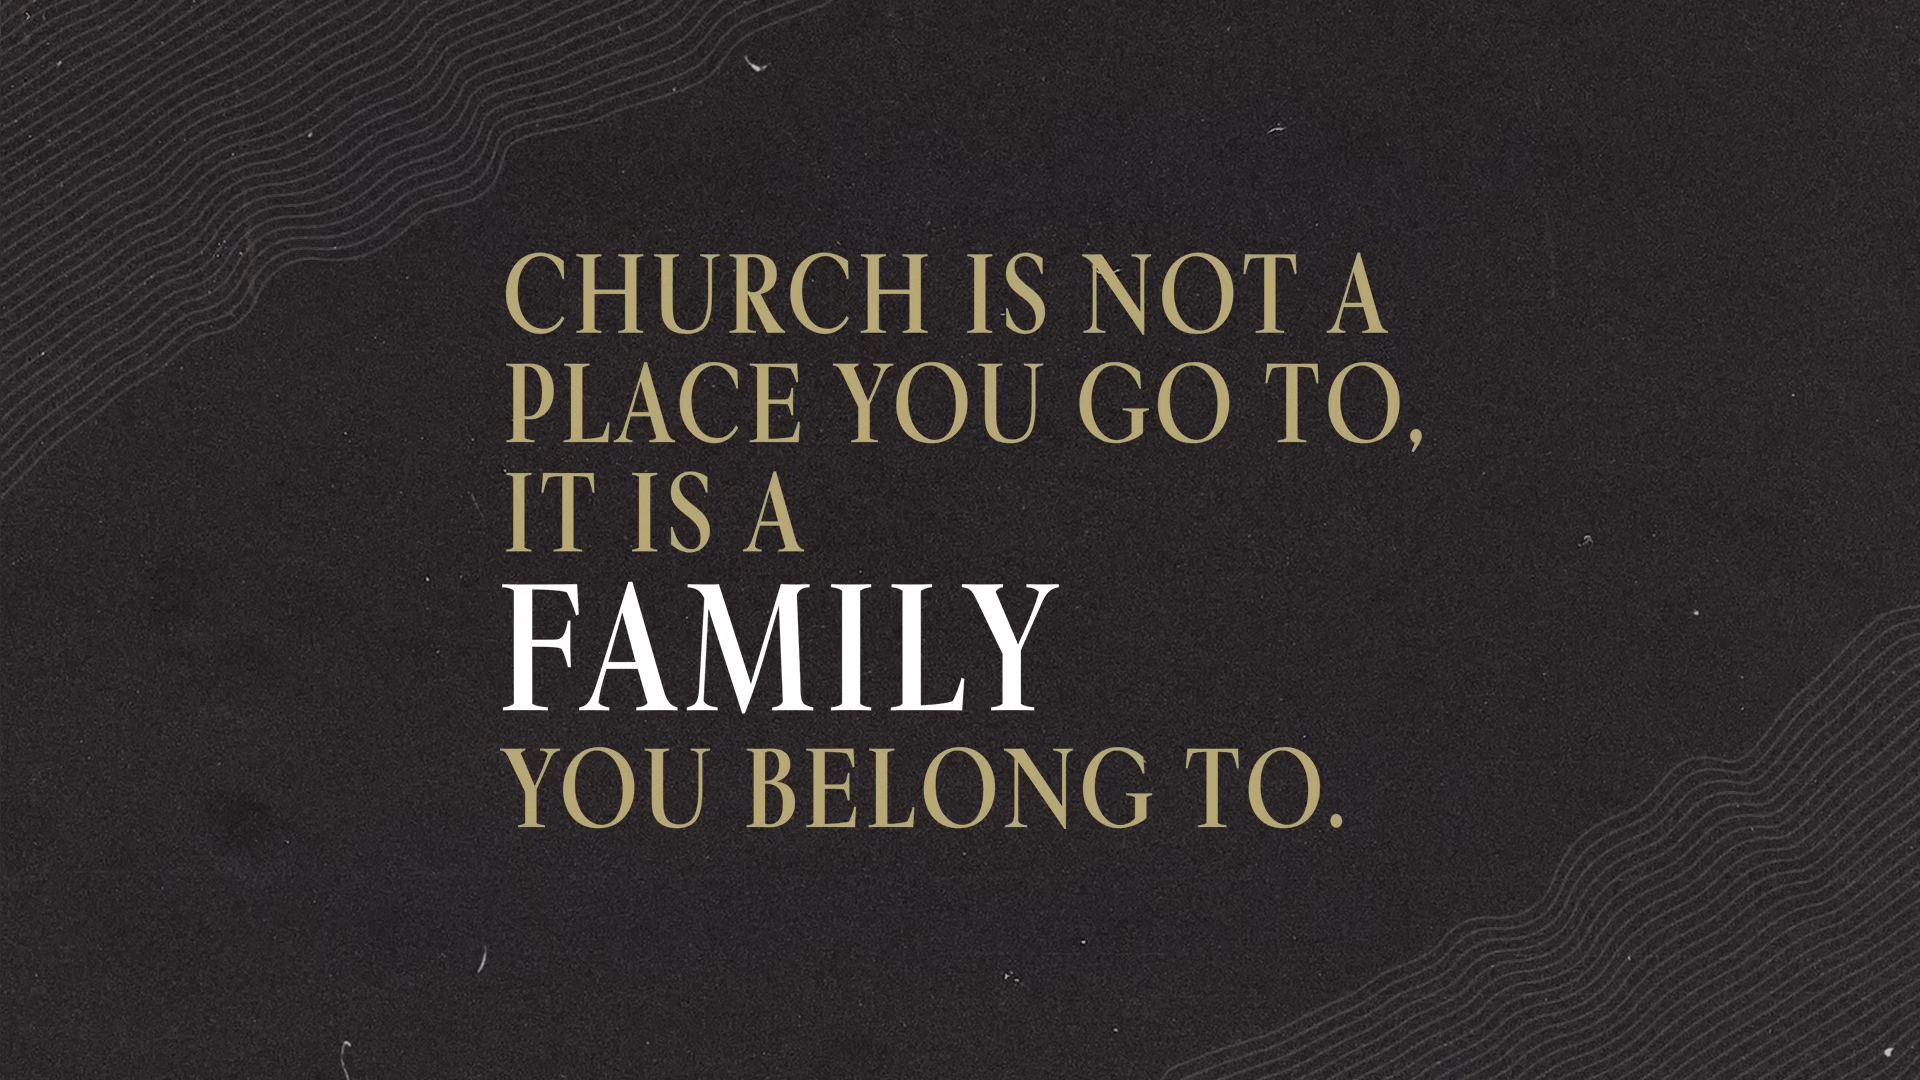 CHURCH IS NOT A
PLACE YOU GO TO,
IT IS A
FAMILY
YOU BELONG TO.